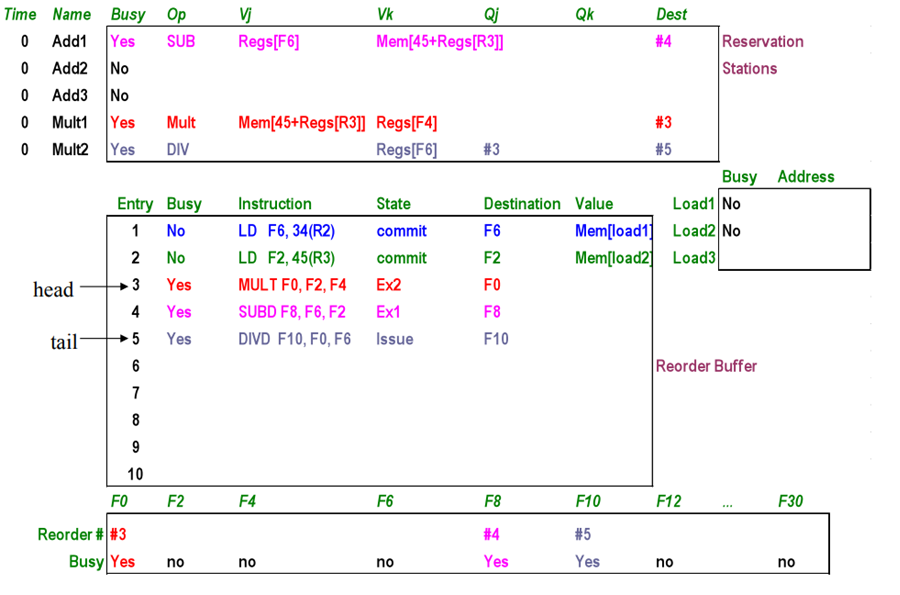 Time Name Busy Op Vj Vk Qj Qk Dest
0 Add1 Yes SUB Regs[F6] Mem[45+Regs[R3]] #4 Reservation
0 Add2 No Stations
0 Add3 No
0 Mult1 Yes Mult Mem[45+Regs[R3]] Regs[F4] #3
0 Mult2 Yes DIV Regs[F6] #3 #5
Busy Address
Entry Busy Instruction State Destination Value Load1 No
1 No LD F6, 34(R2) commit F6 Mem[load1] Load2 No
2 No LD F2, 45(R3) commit F2 Mem[load2] Load3
head 3 Yes MULT F0, F2, F4 Ex2 F0
4 Yes SUBD F8, F6, F2 Ex1 F8
tail 5 Yes DIVD F10, F0, F6 Issue F10
6 Reorder Buffer
7
8
9
10
F0 F2 F4 F6 F8 F10 F12 ... F30
Reorder # #3 #4 #5
Busy Yes no no no Yes Yes no no